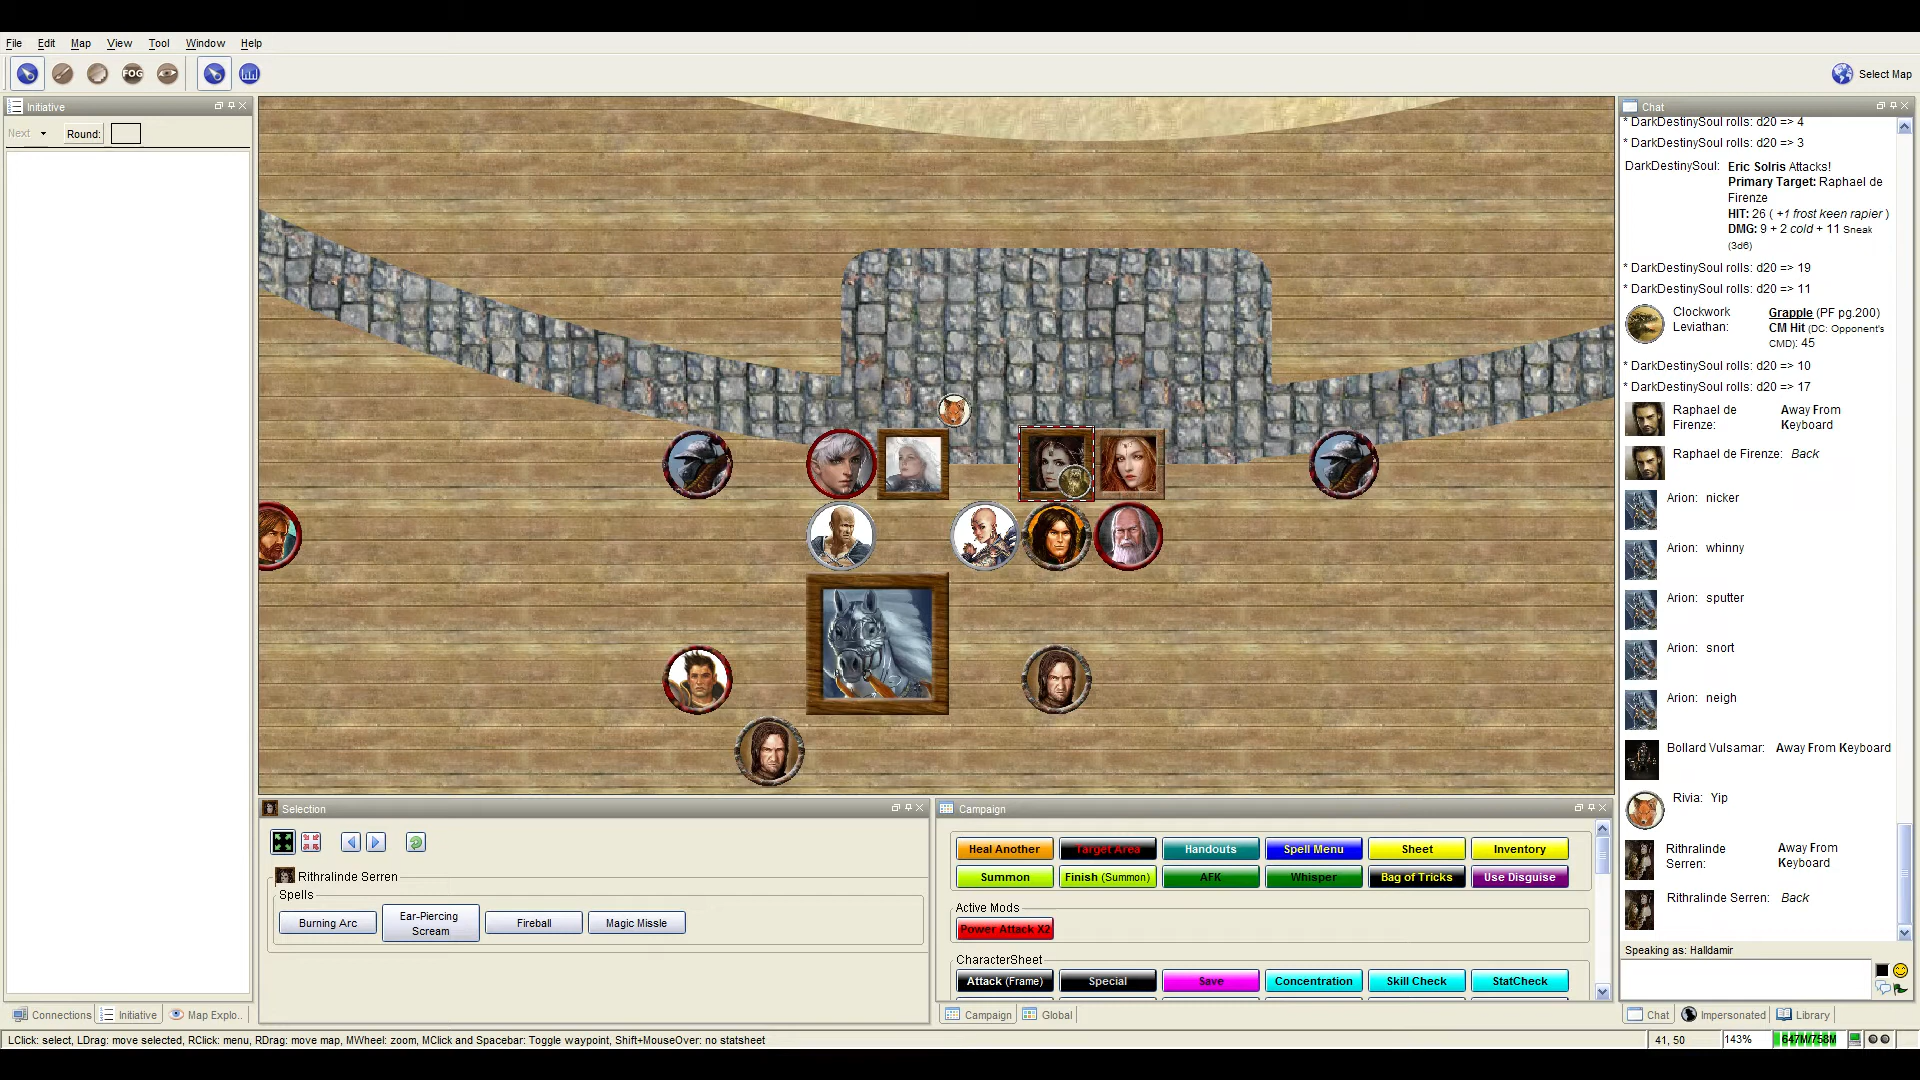 File Edit Map View Tool Window Help
FOG
Select Map
Initiative
Next Round:
Chat
* DarkDestinySoul rolls: d20 => 4
* DarkDestinySoul rolls: d20 => 3
DarkDestinySoul: Eric Solris Attacks!
Primary Target: Raphael de
Firenze
HIT: 26 ( +1 frost keen rapier )
DMG: 9 + 2 cold + 11 Sneak
(3d6)
* DarkDestinySoul rolls: d20 => 19
* DarkDestinySoul rolls: d20 => 11
Clockwork Grapple (PF pg.200)
Leviathan: CM Hit (DC: Opponent's
CMD): 45
* DarkDestinySoul rolls: d20 => 10
* DarkDestinySoul rolls: d20 => 17
Raphael de Away From
Firenze: Keyboard
Raphael de Firenze: Back
Arion: nicker
Arion: whinny
Arion: sputter
Arion: snort
Arion: neigh
Bollard Vulsamar: Away From Keyboard
Rivia: Yip
Rithralinde Away From
Serren: Keyboard
Rithralinde Serren: Back
Speaking as: Halldamir
Selection
Rithralinde Serren
Spells
Burning Arc
Ear-Piercing
Scream
Fireball
Magic Missle
Campaign
Heal Another Target Area Handouts Spell Menu Sheet Inventory
Summon Finish (Summon) AFK Whisper Bag of Tricks Use Disguise
Active Mods
Power Attack X2
CharacterSheet
Attack (Frame) Special Save Concentration Skill Check StatCheck
Connections Initiative Map Explo..
Campaign Global
Chat Impersonated Library
LClick: select, LDrag: move selected, RClick: menu, RDrag: move map, MWheel: zoom, MClick and Spacebar: Toggle waypoint, Shift+MouseOver: no statsheet
41, 50 143% 647M/758M